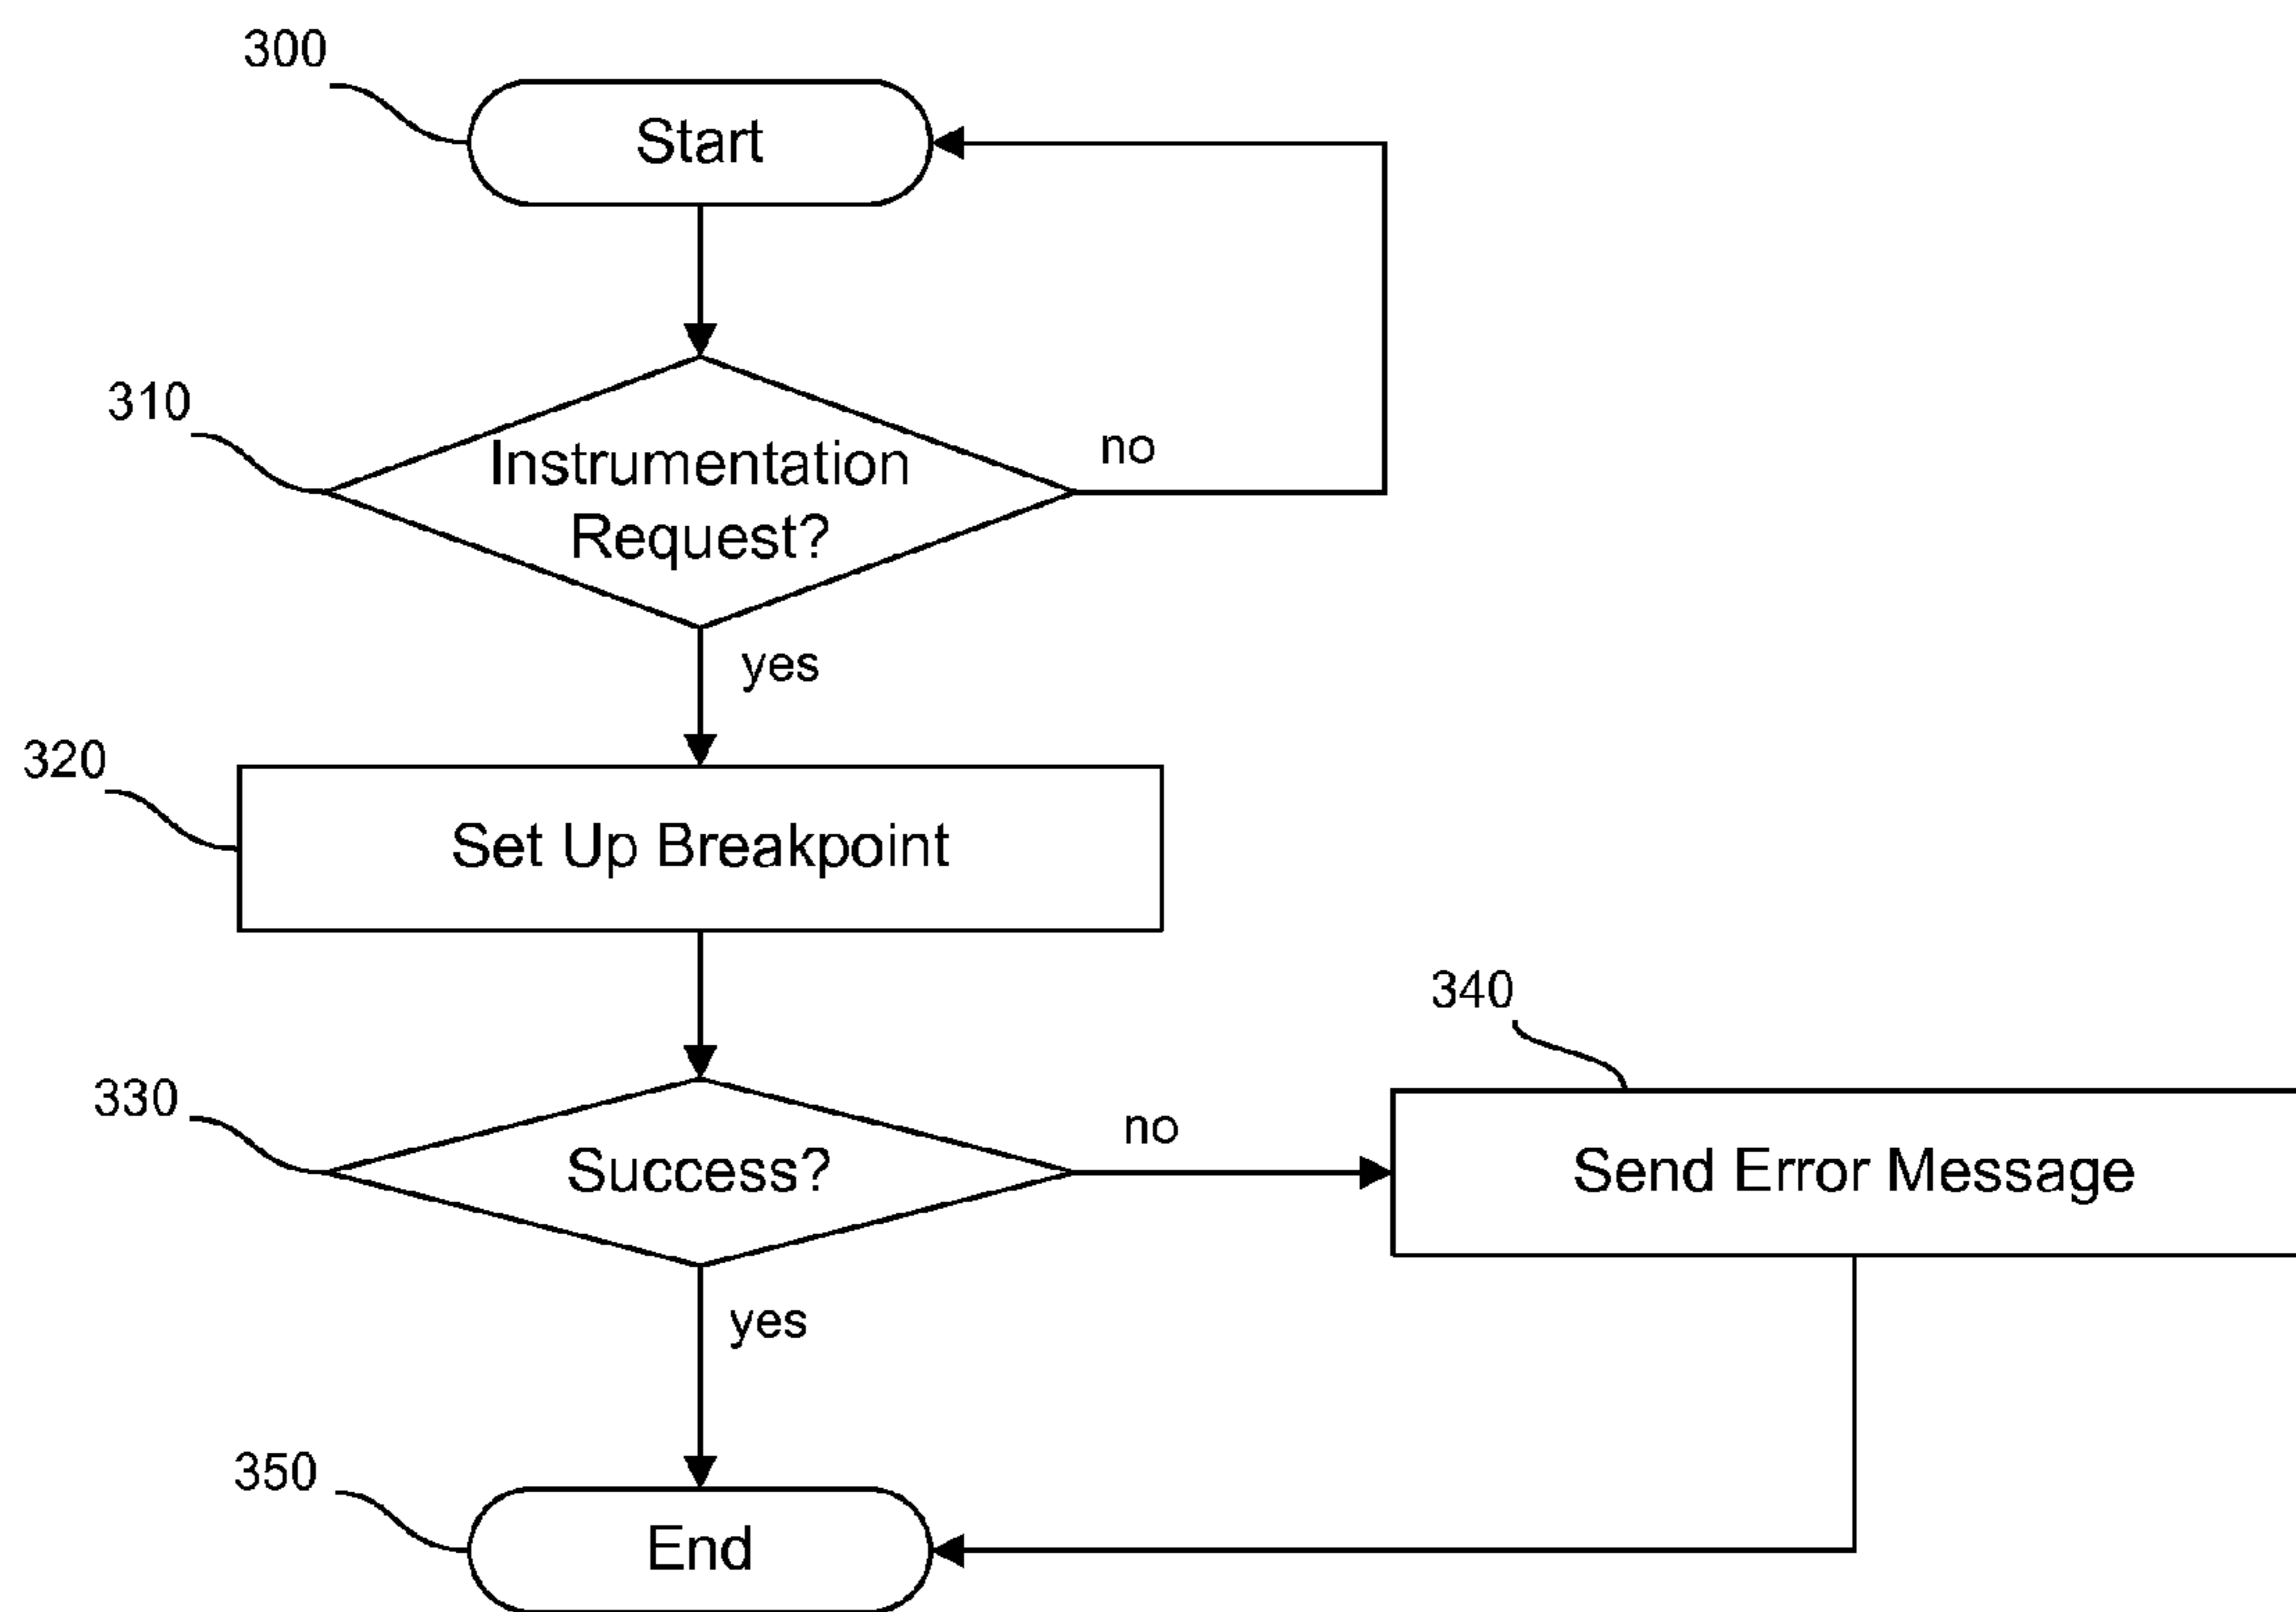 300
Start
310
Instrumentation
Request?
no
yes
320
Set Up Breakpoint
330
Success?
no
340
Send Error Message
yes
350
End